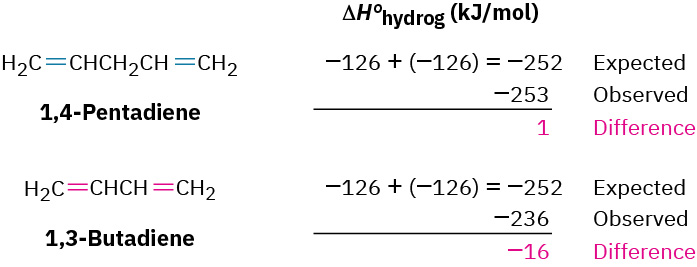 ΔH°hydrog (kJ/mol)
H₂C=CHCH₂CH=CH₂ −126 + (−126) = −252 Expected
−253 Observed
1,4-Pentadiene
1 Difference
H₂C=CHCH=CH₂ −126 + (−126) = −252 Expected
−236 Observed
1,3-Butadiene
−16 Difference